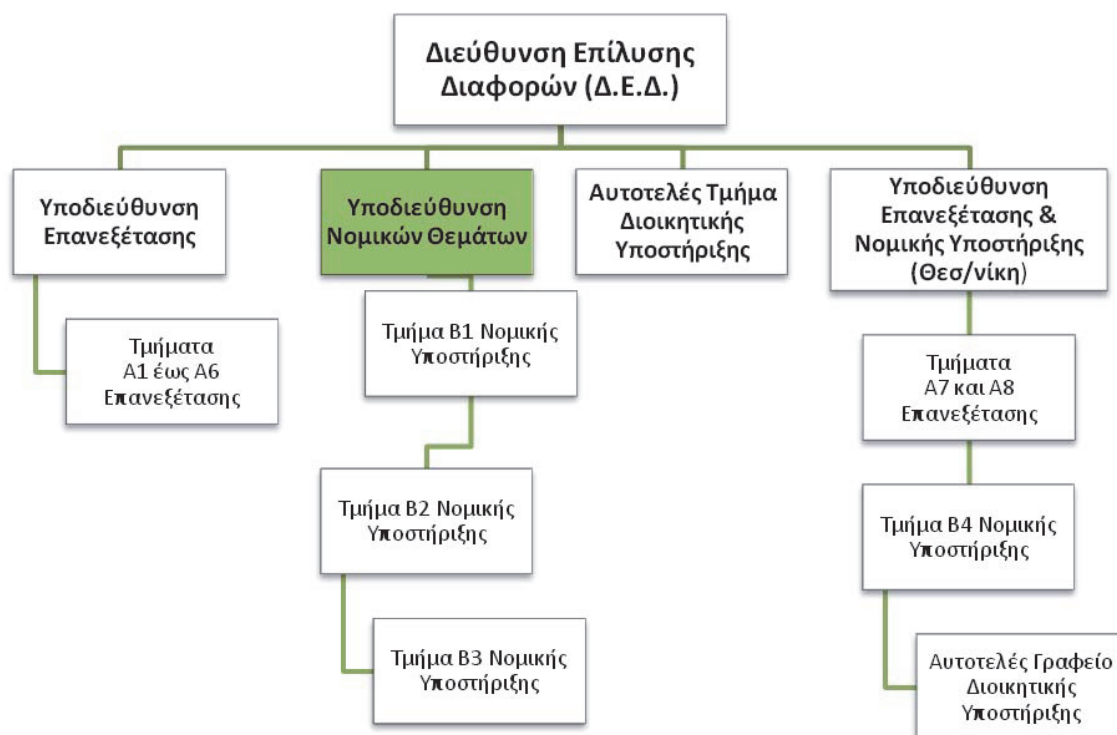 Διεύθυνση Επίλυσης
Διαφορών (Δ.Ε.Δ.)
Υποδιεύθυνση
Επανεξέτασης
Υποδιεύθυνση
Νομικών Θεμάτων
Αυτοτελές Τμήμα
Διοικητικής
Υποστήριξης
Υποδιεύθυνση
Επανεξέτασης &
Νομικής Υποστήριξης
(Θεσ/νίκη)
Τμήματα
Α1 έως Α6
Επανεξέτασης
Τμήμα Β1 Νομικής
Υποστήριξης
Τμήμα Β2 Νομικής
Υποστήριξης
Τμήμα Β3 Νομικής
Υποστήριξης
Τμήματα
Α7 και Α8
Επανεξέτασης
Τμήμα Β4 Νομικής
Υποστήριξης
Αυτοτελές Γραφείο
Διοικητικής
Υποστήριξης